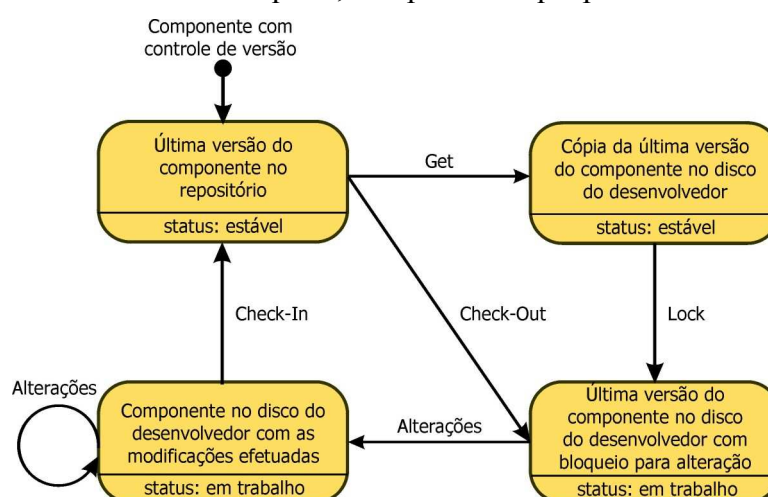 Componente com
controle de versão
Última versão do
componente no
repositório
status: estável
Get
Cópia da última versão
do componente no disco
do desenvolvedor
status: estável
Check-In
Check-Out
Lock
Alterações
Componente no disco do
desenvolvedor com as
modificações efetuadas
status: em trabalho
Alterações
Última versão do
componente no disco
do desenvolvedor com
bloqueio para alteração
status: em trabalho